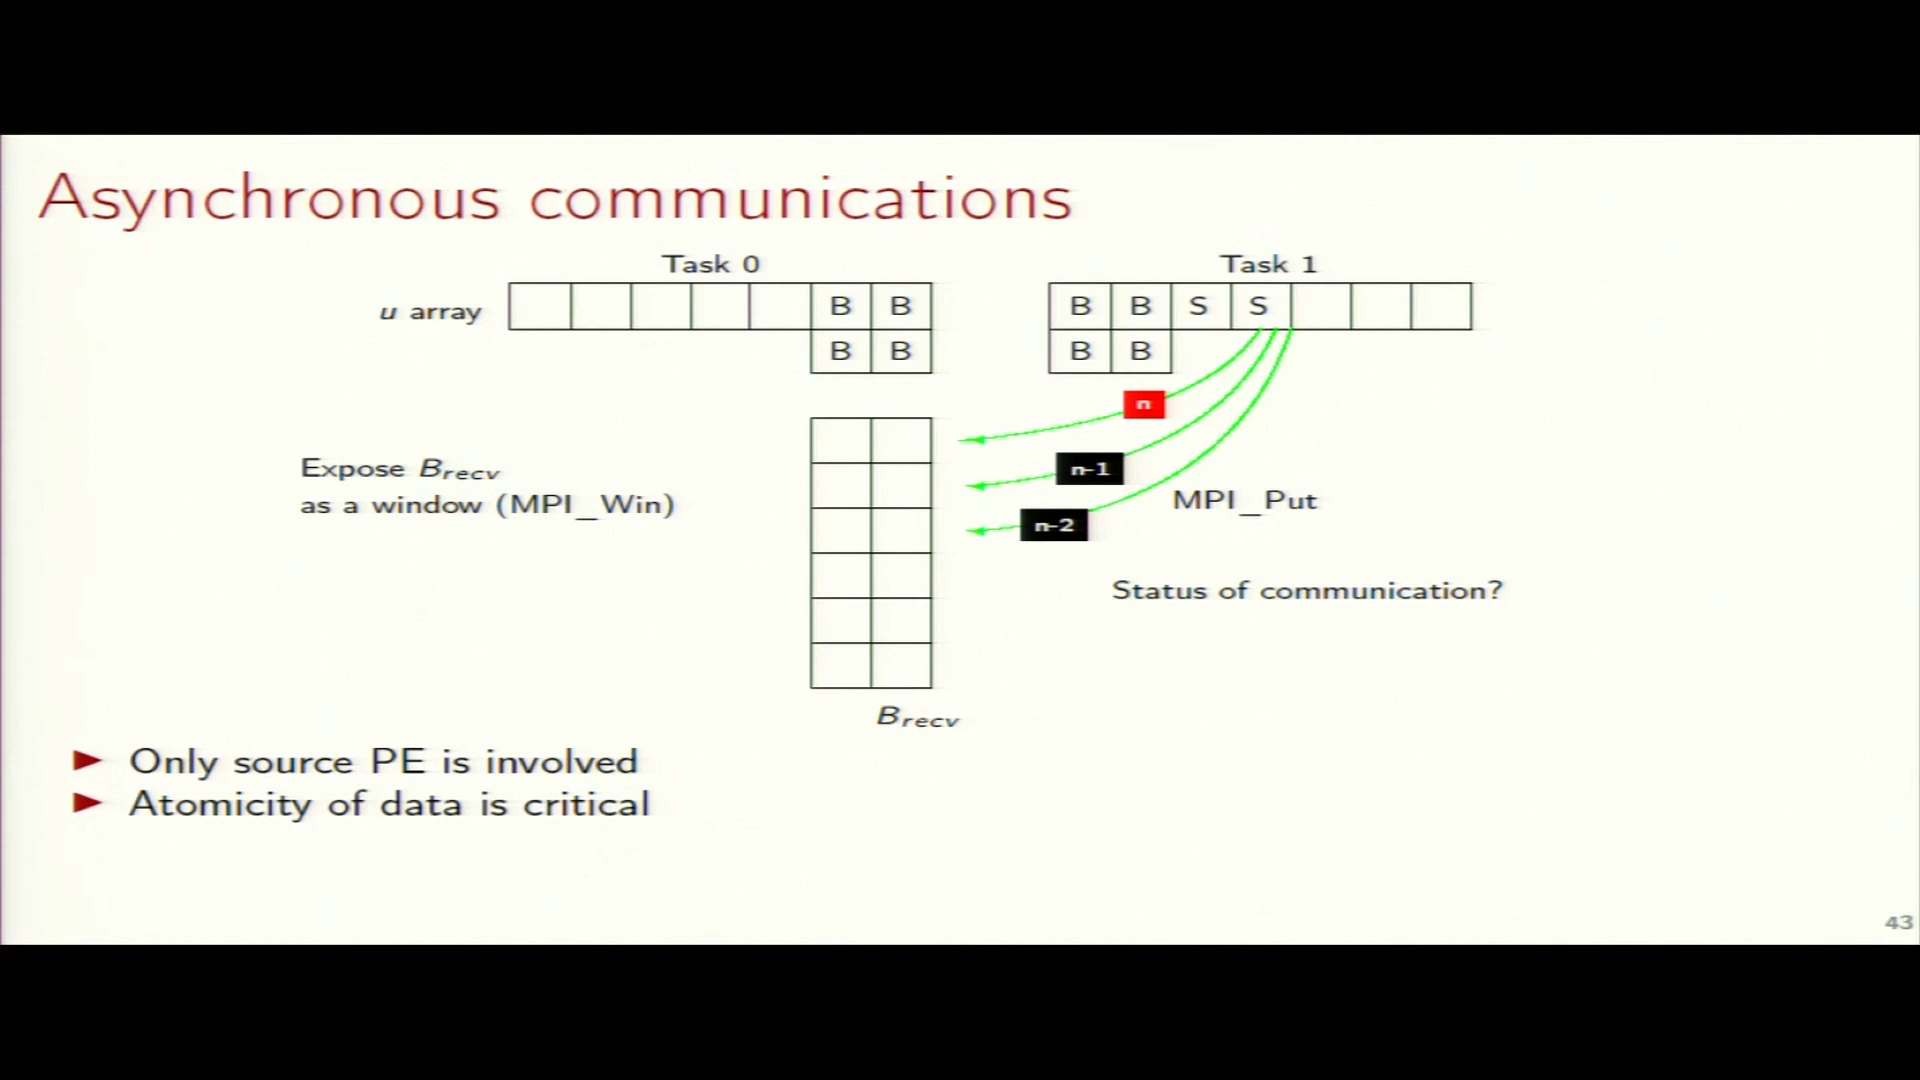 Asynchronous communications
Task 0
Task 1
u array
B B
B B S S
B B
B B
n
Expose B_recv
as a window (MPI_Win)
n-1
MPI_Put
n-2
Status of communication?
B_recv
► Only source PE is involved
► Atomicity of data is critical
43